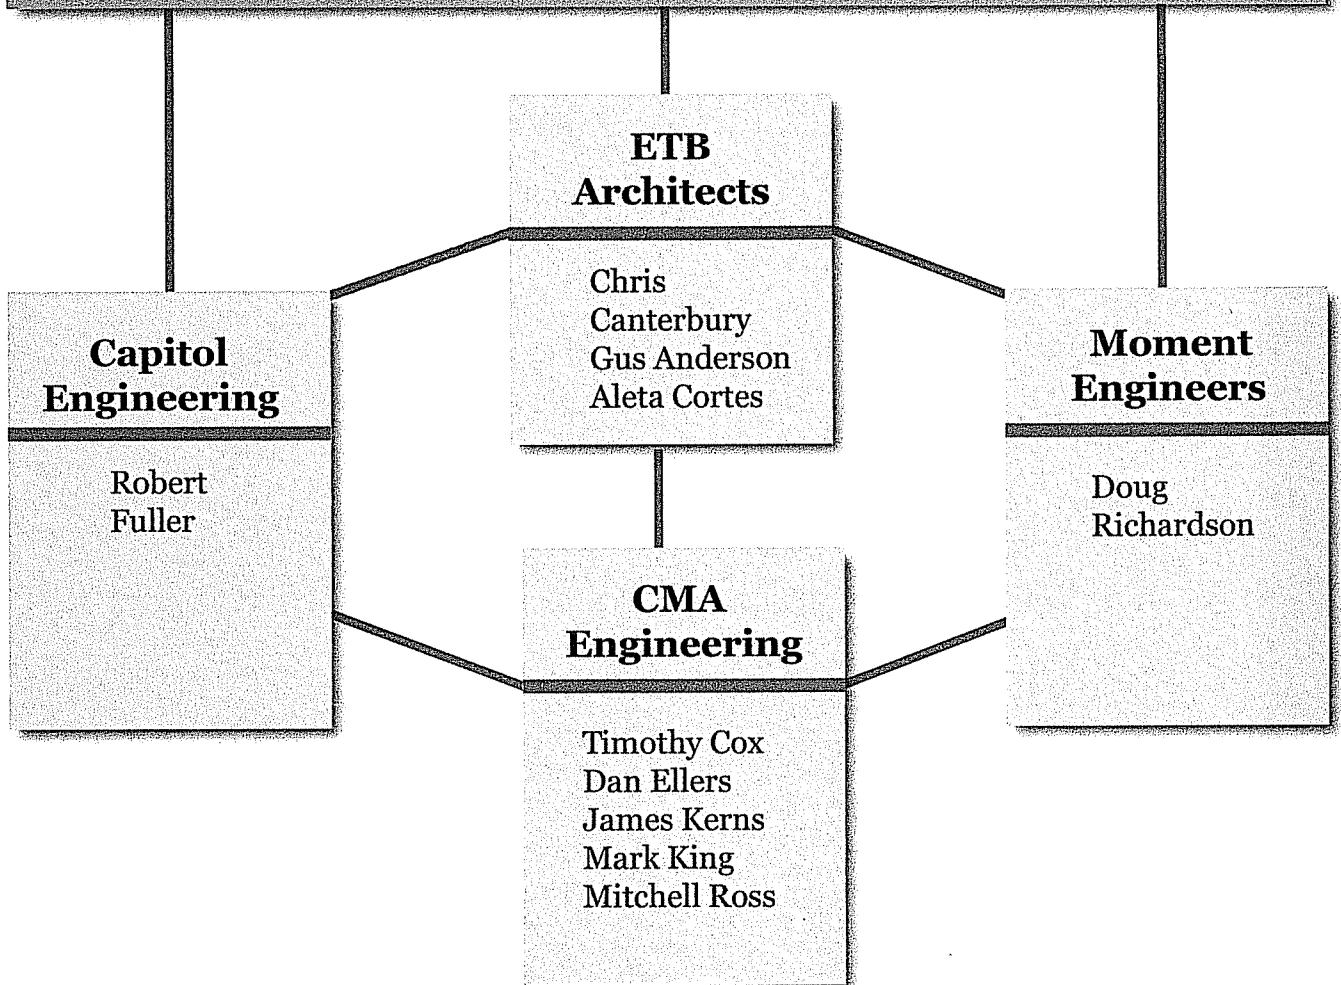 ETB
Architects
Chris
Canterbury
Gus Anderson
Aleta Cortes
Capitol
Engineering
Robert
Fuller
Moment
Engineers
Doug
Richardson
CMA
Engineering
Timothy Cox
Dan Ellers
James Kerns
Mark King
Mitchell Ross